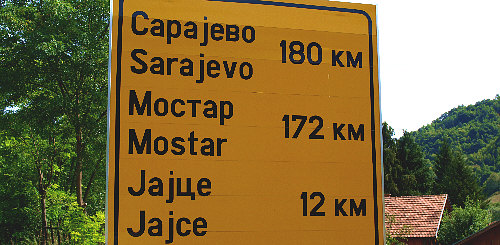 Сарајево
Sarajevo 180 км
Мостар
Mostar 172 км
Јајце
Jajce 12 км